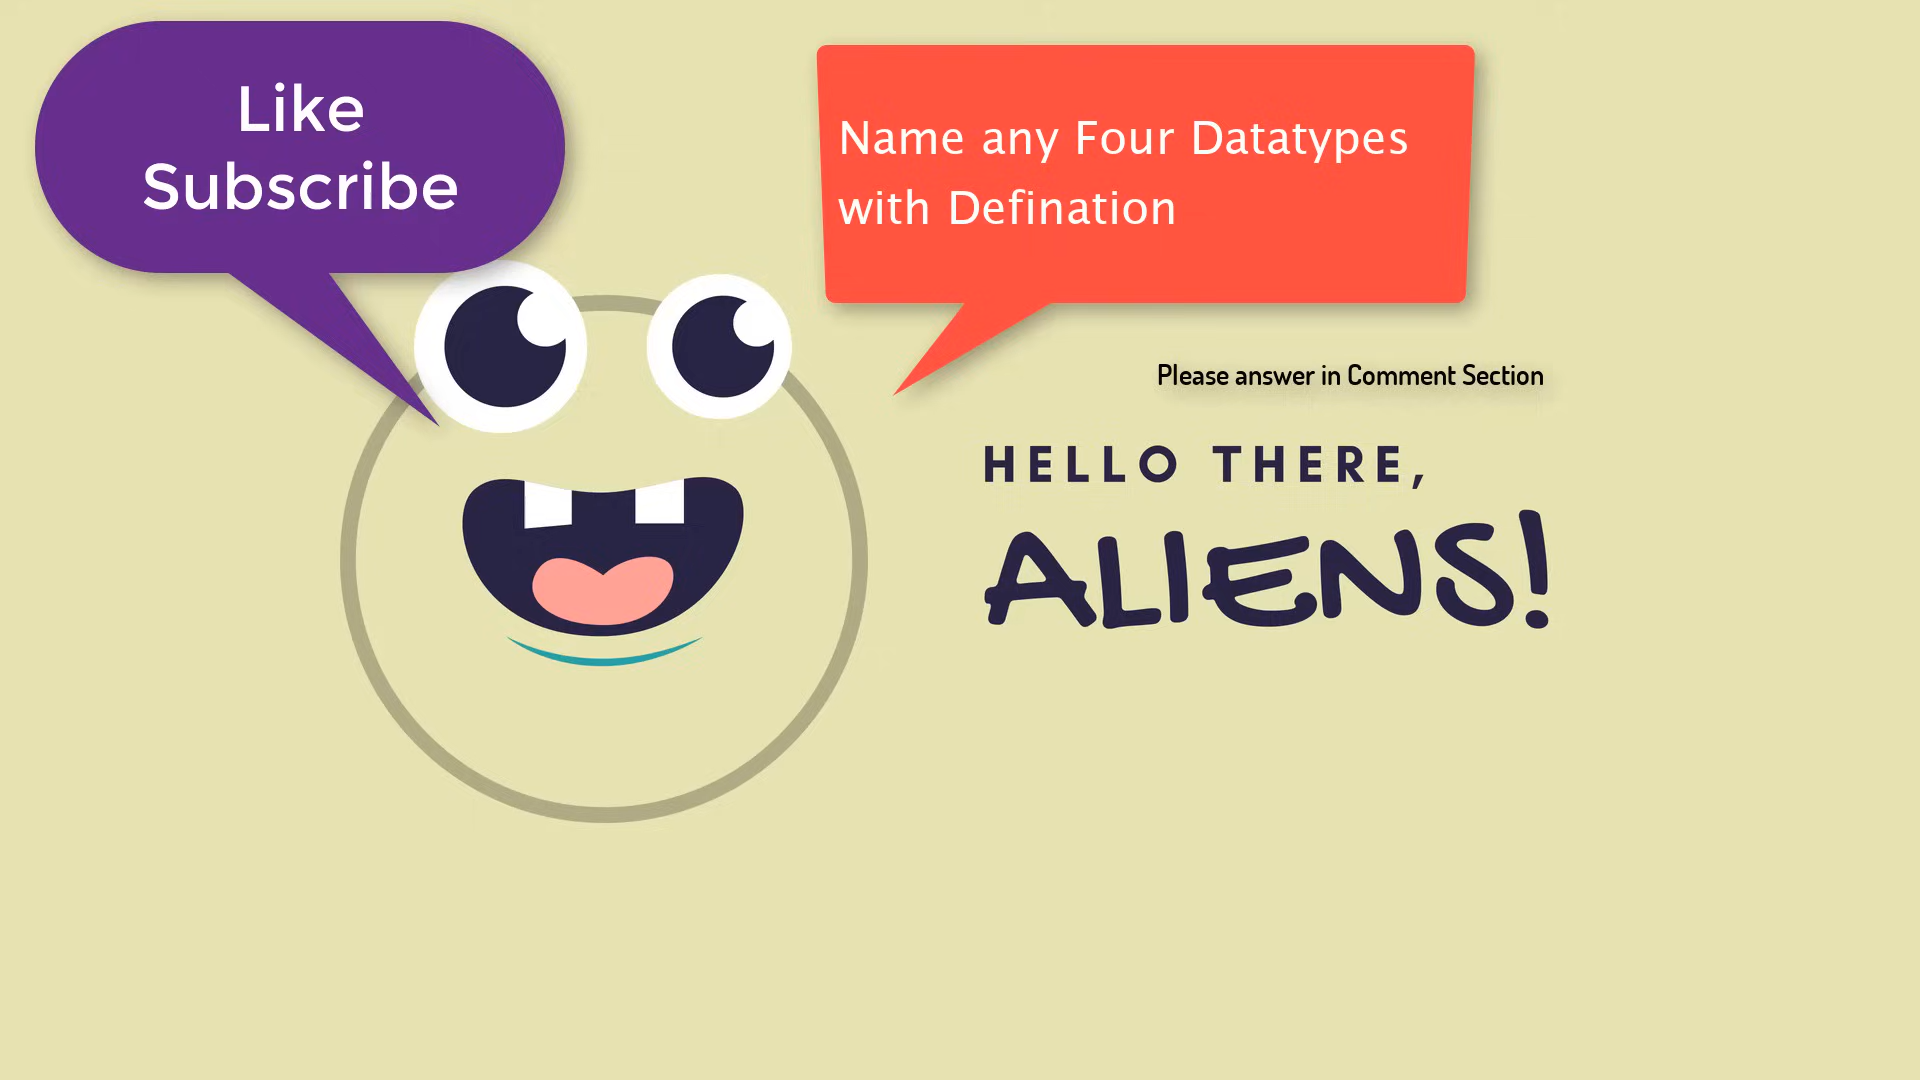 Like
Subscribe
Name any Four Datatypes
with Defination
Please answer in Comment Section
HELLO THERE,
ALIENS!